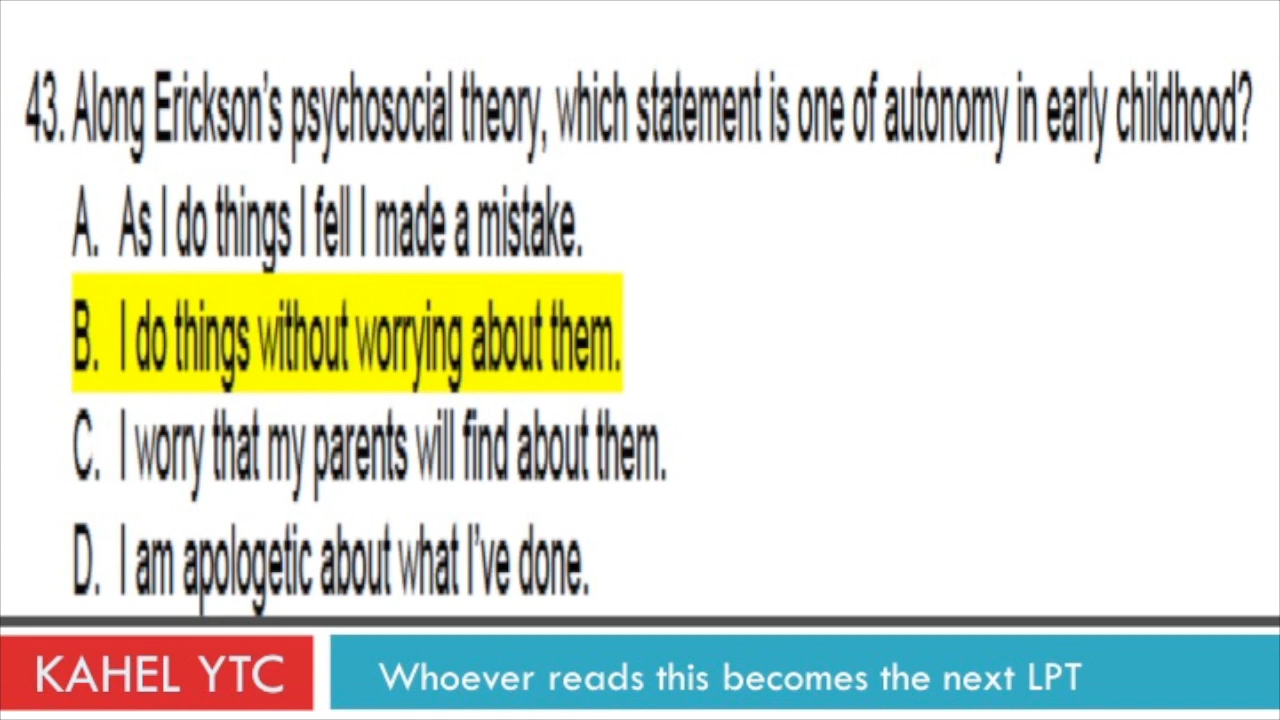 43. Along Erickson's psychosocial theory, which statement is one of autonomy in early childhood?
A. As I do things I fell I made a mistake.
B. I do things without worrying about them.
C. I worry that my parents will find about them.
D. I am apologetic about what I've done.
KAHEL YTC
Whoever reads this becomes the next LPT